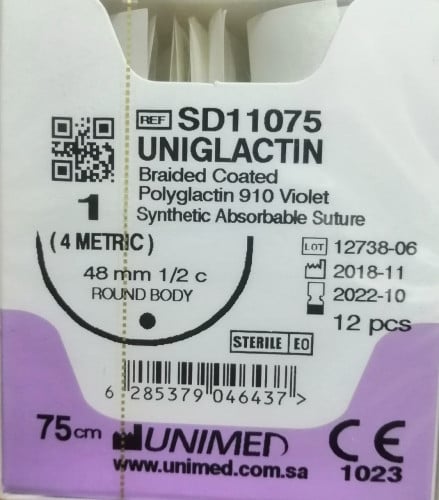 REF SD11075
UNIGLACTIN
Braided Coated
Polyglactin 910 Violet
Synthetic Absorbable Suture
1
( 4 METRIC )
48 mm 1/2 c
ROUND BODY
LOT 12738-06
2018-11
2022-10
12 pcs
STERILE EO
6 285379 046437 >
75cm UNIMED CE
www.unimed.com.sa 1023